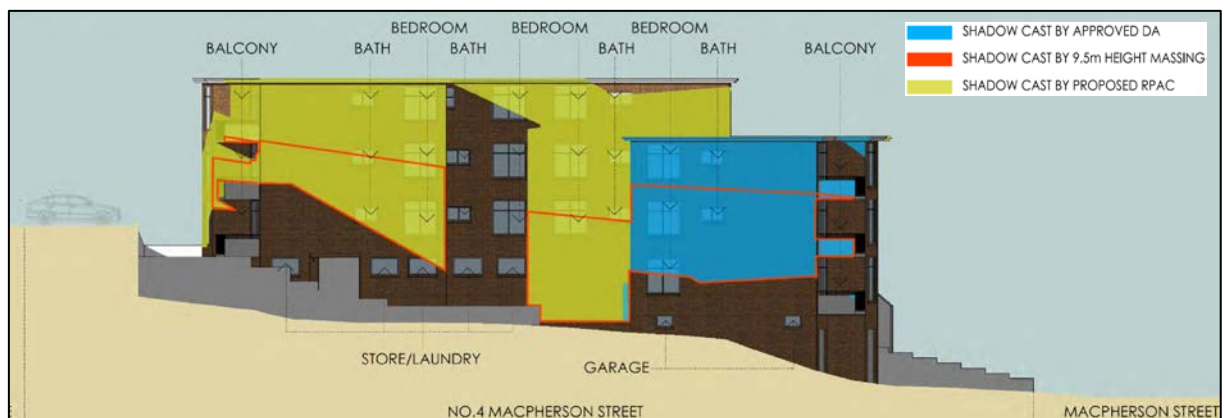 BEDROOM BEDROOM BEDROOM
BALCONY BATH BATH BATH BATH BALCONY
SHADOW CAST BY APPROVED DA
SHADOW CAST BY 9.5m HEIGHT MASSING
SHADOW CAST BY PROPOSED RPAC
STORE/LAUNDRY
GARAGE
NO.4 MACPHERSON STREET
MACPHERSON STREET